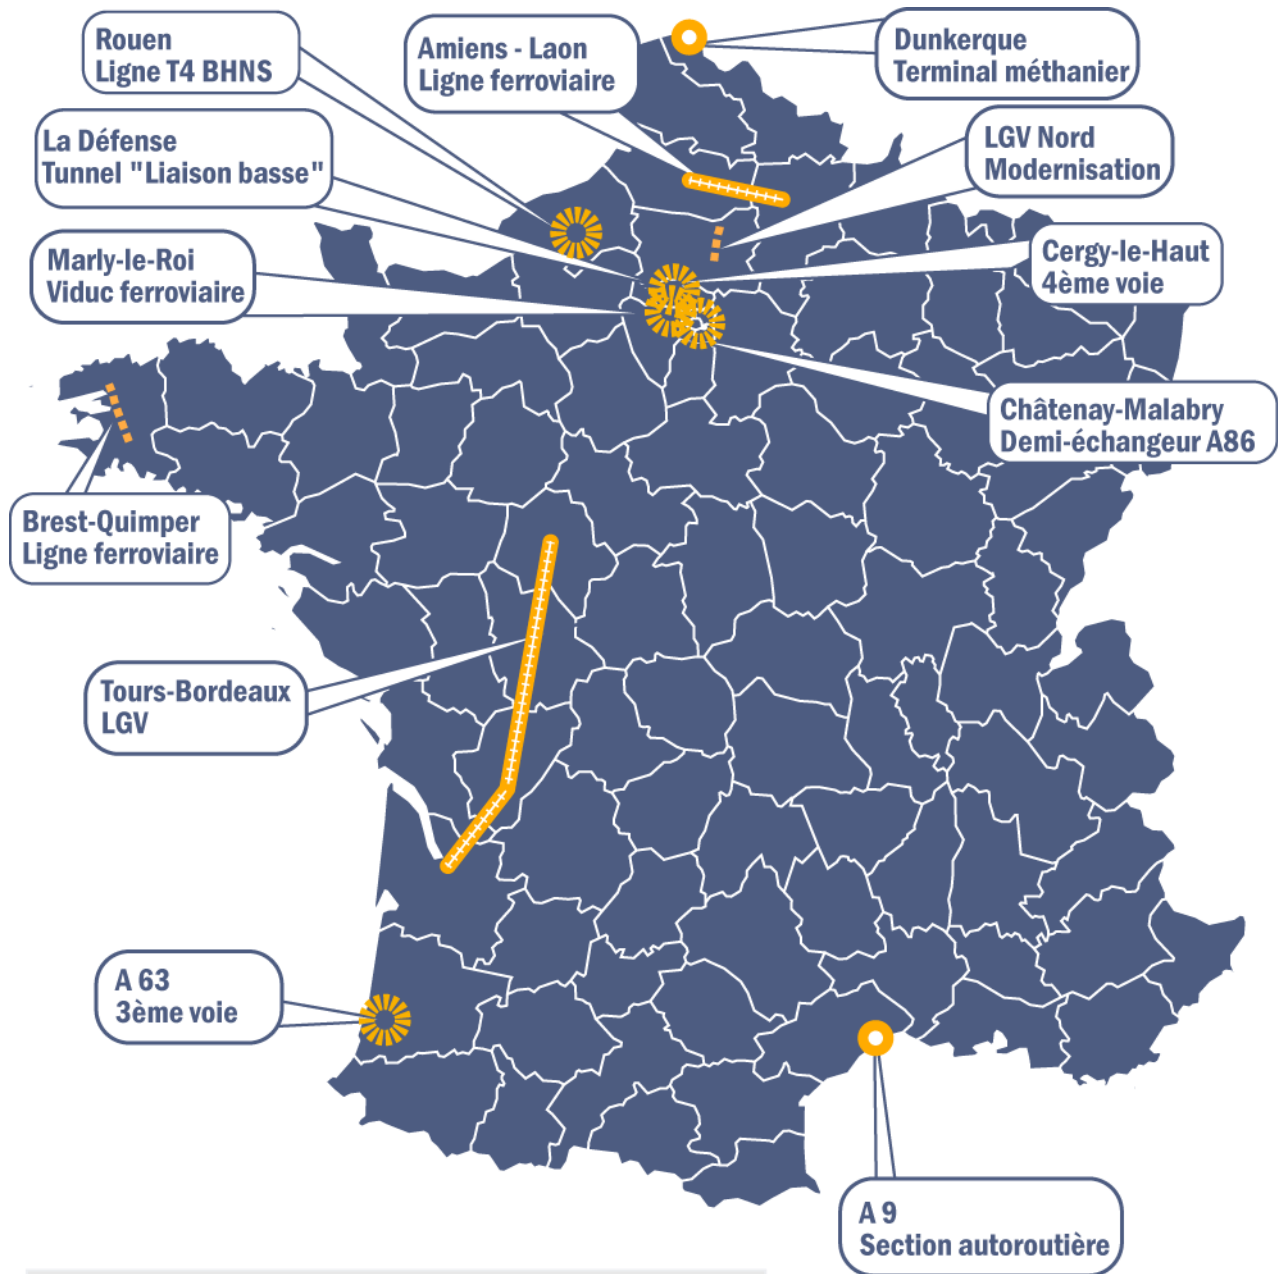 Rouen
Ligne T4 BHNS
Amiens - Laon
Ligne ferroviaire
Dunkerque
Terminal méthanier
La Défense
Tunnel "Liaison basse"
LGV Nord
Modernisation
Marly-le-Roi
Viduc ferroviaire
Cergy-le-Haut
4ème voie
Châtenay-Malabry
Demi-échangeur A86
Brest-Quimper
Ligne ferroviaire
Tours-Bordeaux
LGV
A 63
3ème voie
A 9
Section autoroutière